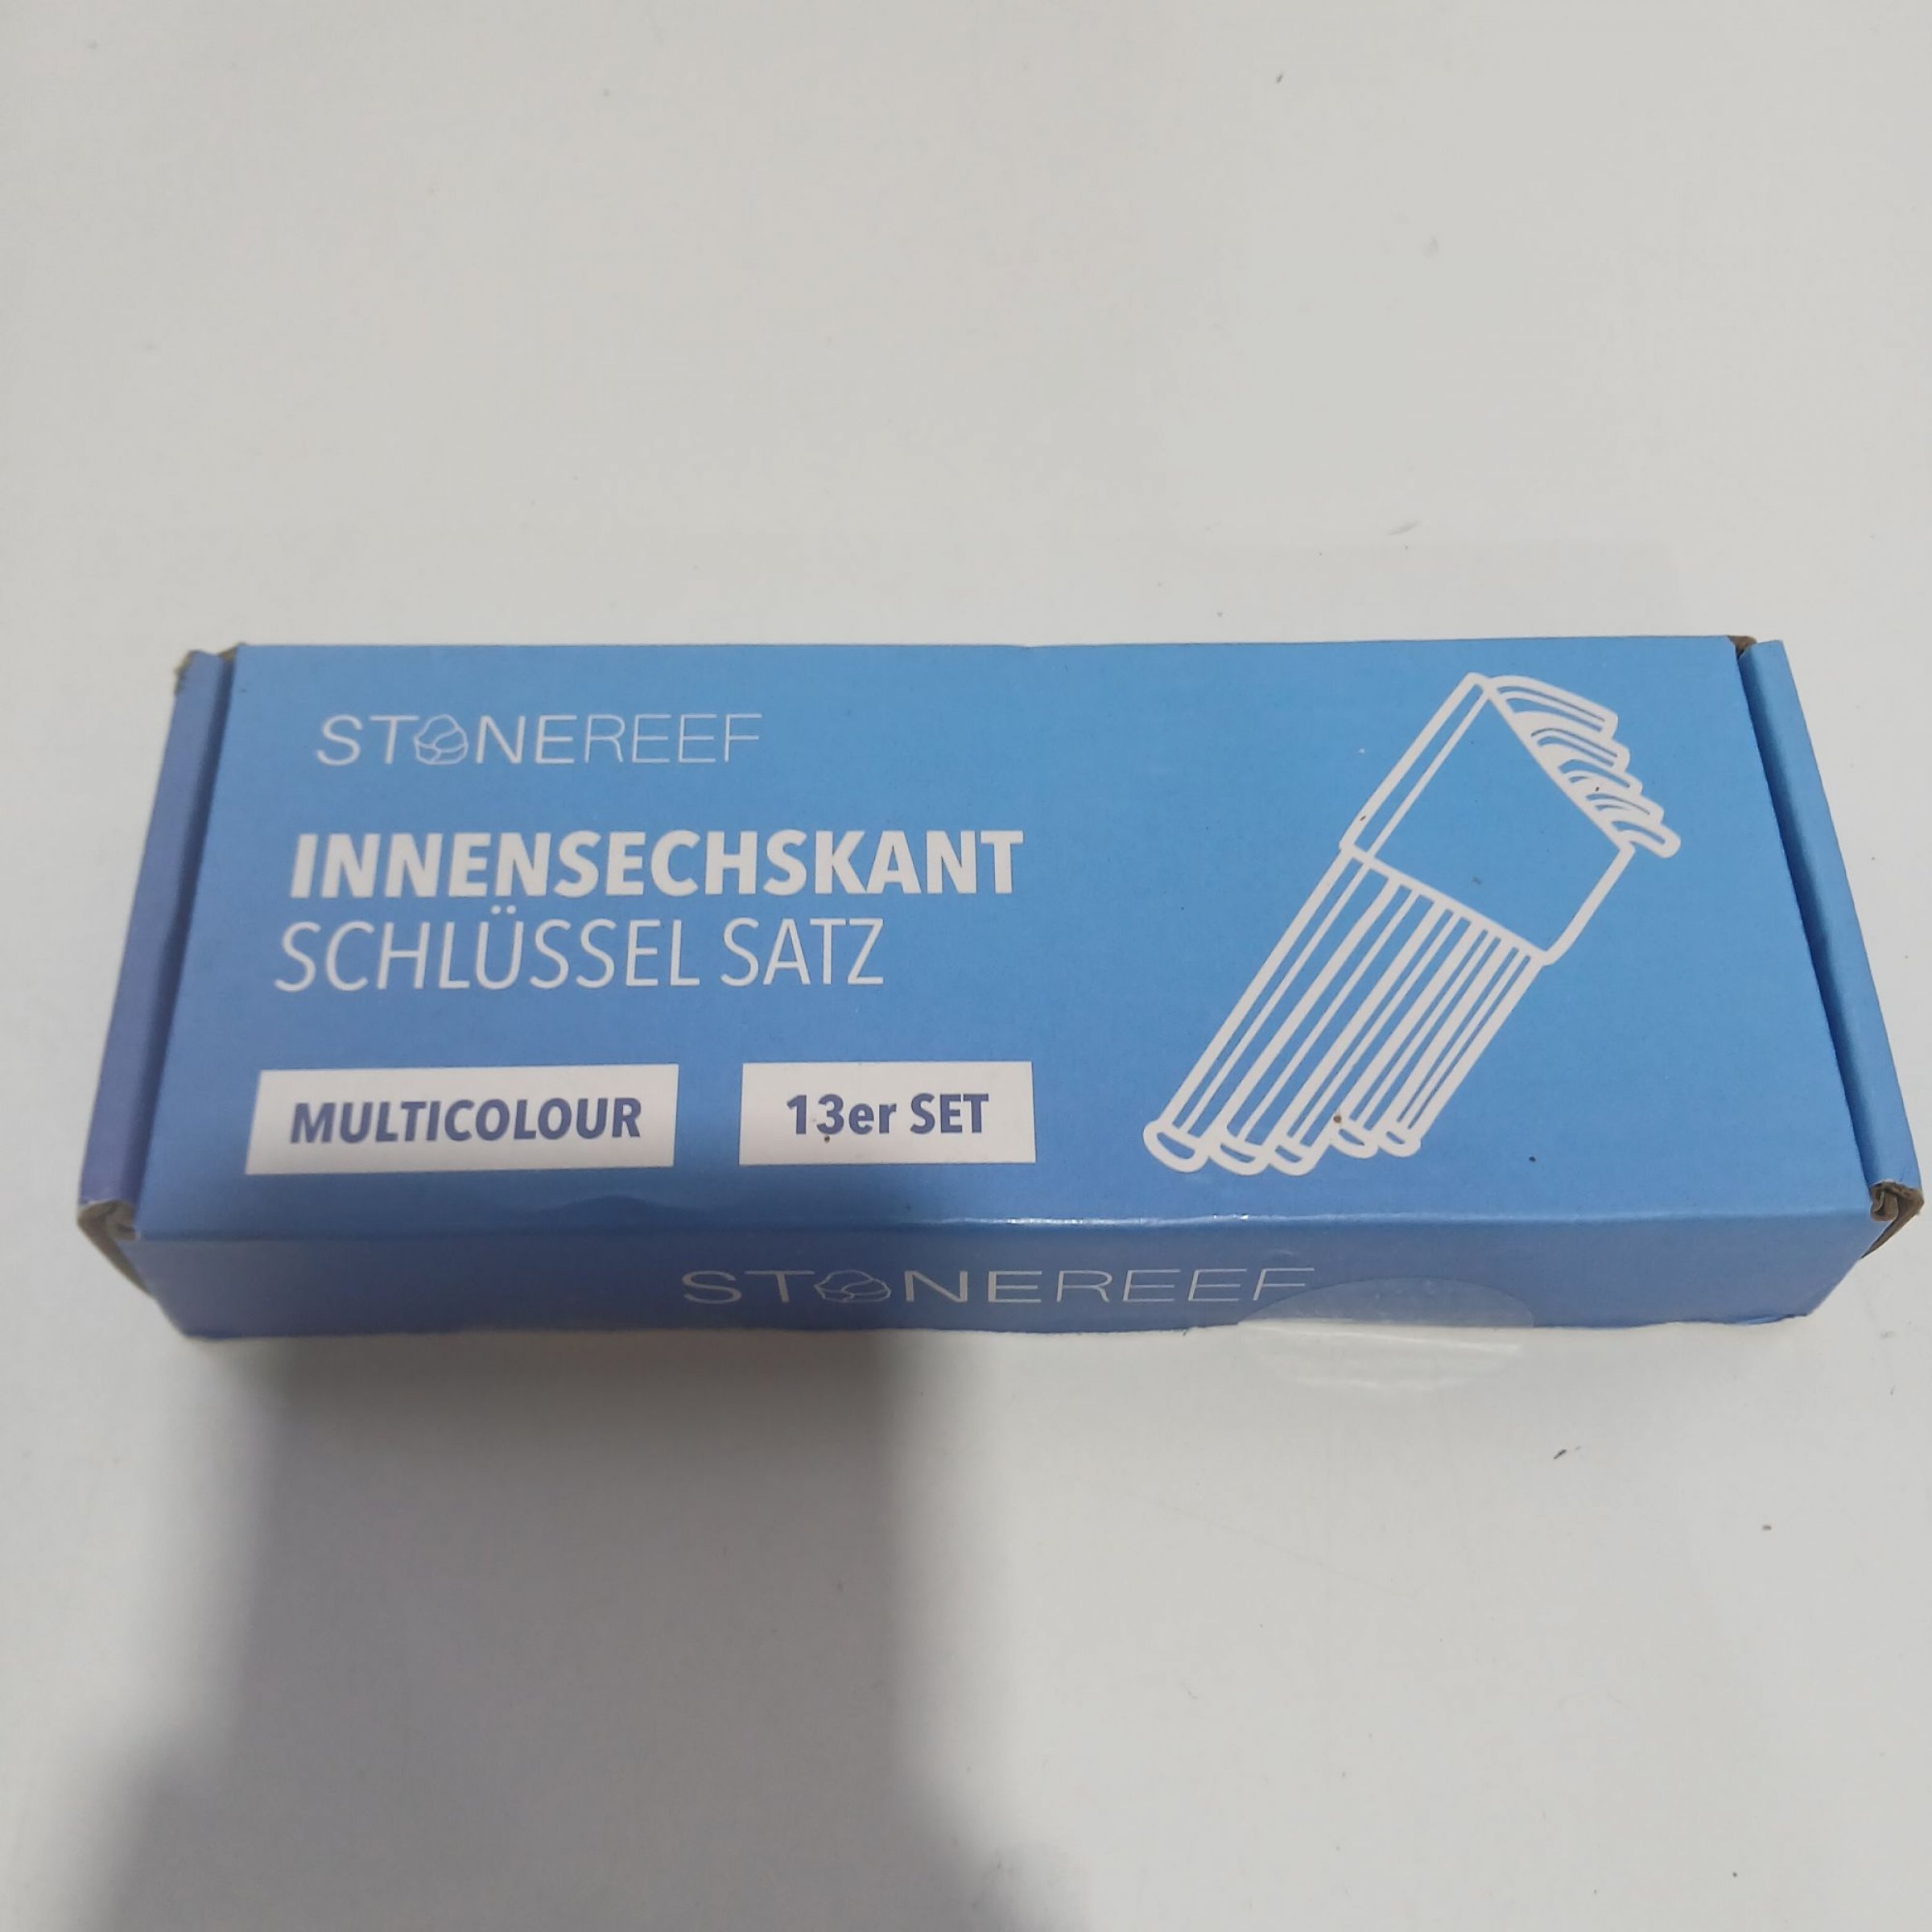 STONEREEF
INNENSECHSKANT
SCHLÜSSEL SATZ
MULTICOLOUR
13er SET
STONEREEF